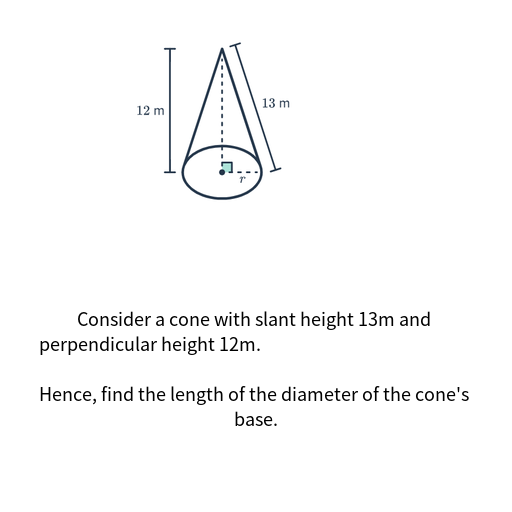 12 m
13 m
r
Consider a cone with slant height 13m and
perpendicular height 12m.
Hence, find the length of the diameter of the cone's
base.